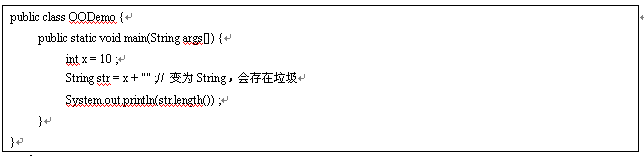 public class OODemo {
public static void main(String args[]) {
int x = 10 ;
String str = x + "" ;// 变为 String，会存在垃圾
System.out.println(str.length()) ;
}
}